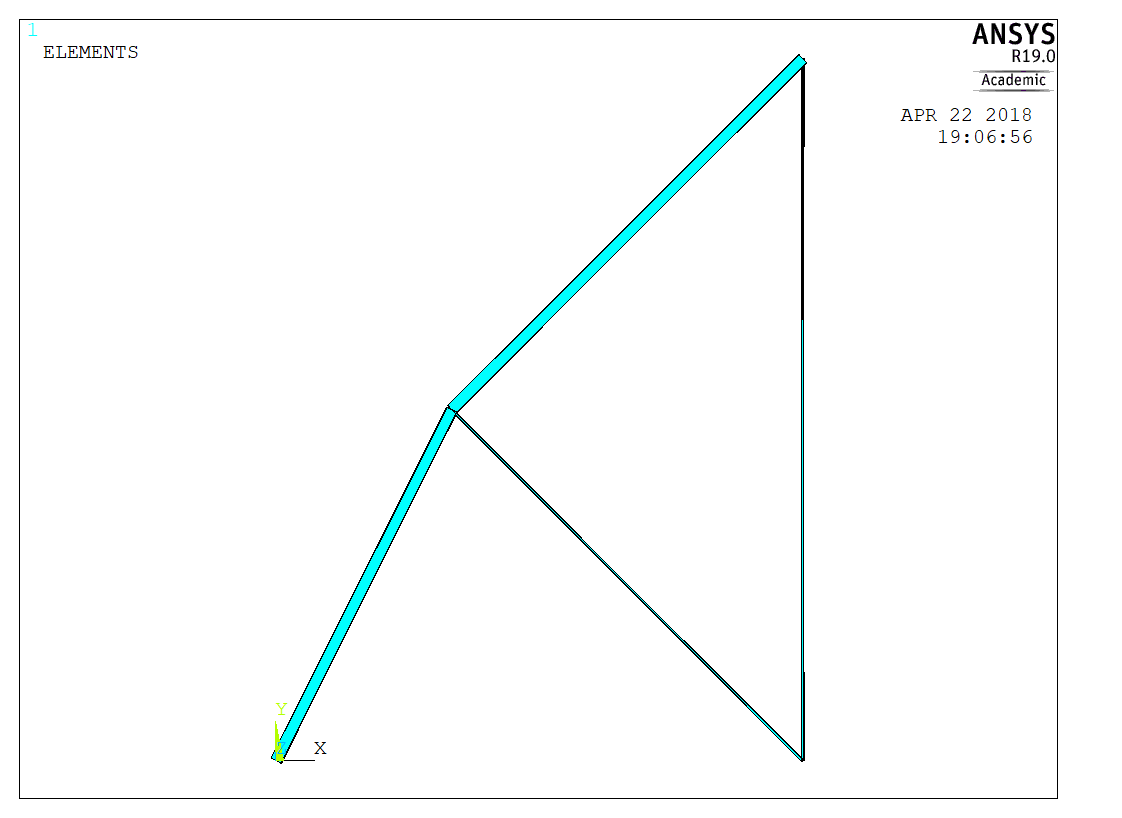 1
ELEMENTS
ANSYS
R19.0
Academic
APR 22 2018
19:06:56
Y
Z
X